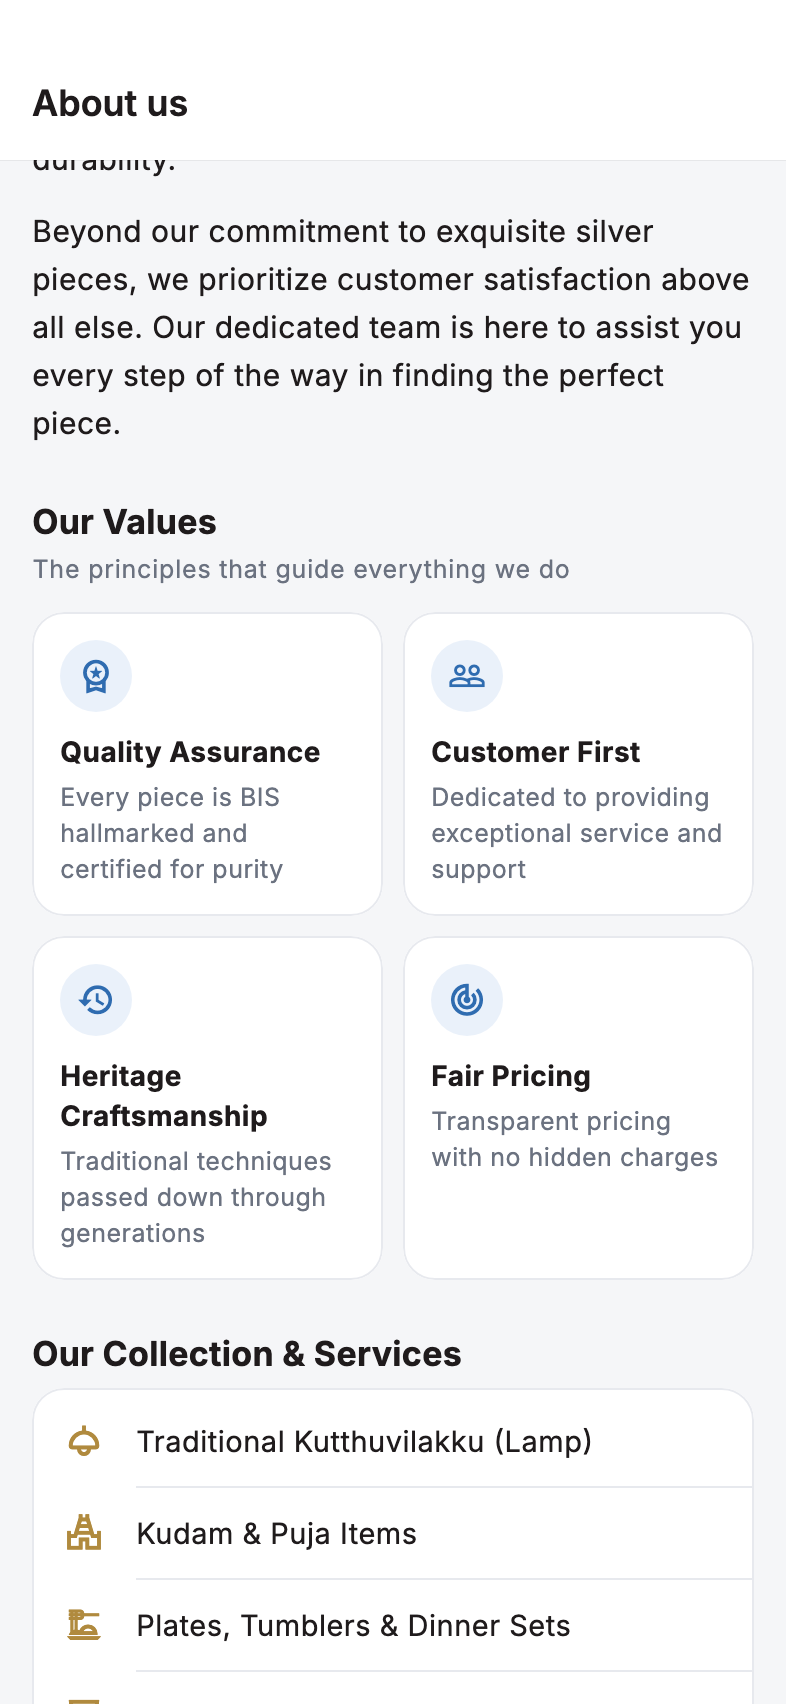 About us
durability.
Beyond our commitment to exquisite silver
pieces, we prioritize customer satisfaction above
all else. Our dedicated team is here to assist you
every step of the way in finding the perfect
piece.
Our Values
The principles that guide everything we do
Quality Assurance
Every piece is BIS
hallmarked and
certified for purity
Customer First
Dedicated to providing
exceptional service and
support
Heritage
Craftsmanship
Traditional techniques
passed down through
generations
Fair Pricing
Transparent pricing
with no hidden charges
Our Collection & Services
Traditional Kutthuvilakku (Lamp)
Kudam & Puja Items
Plates, Tumblers & Dinner Sets